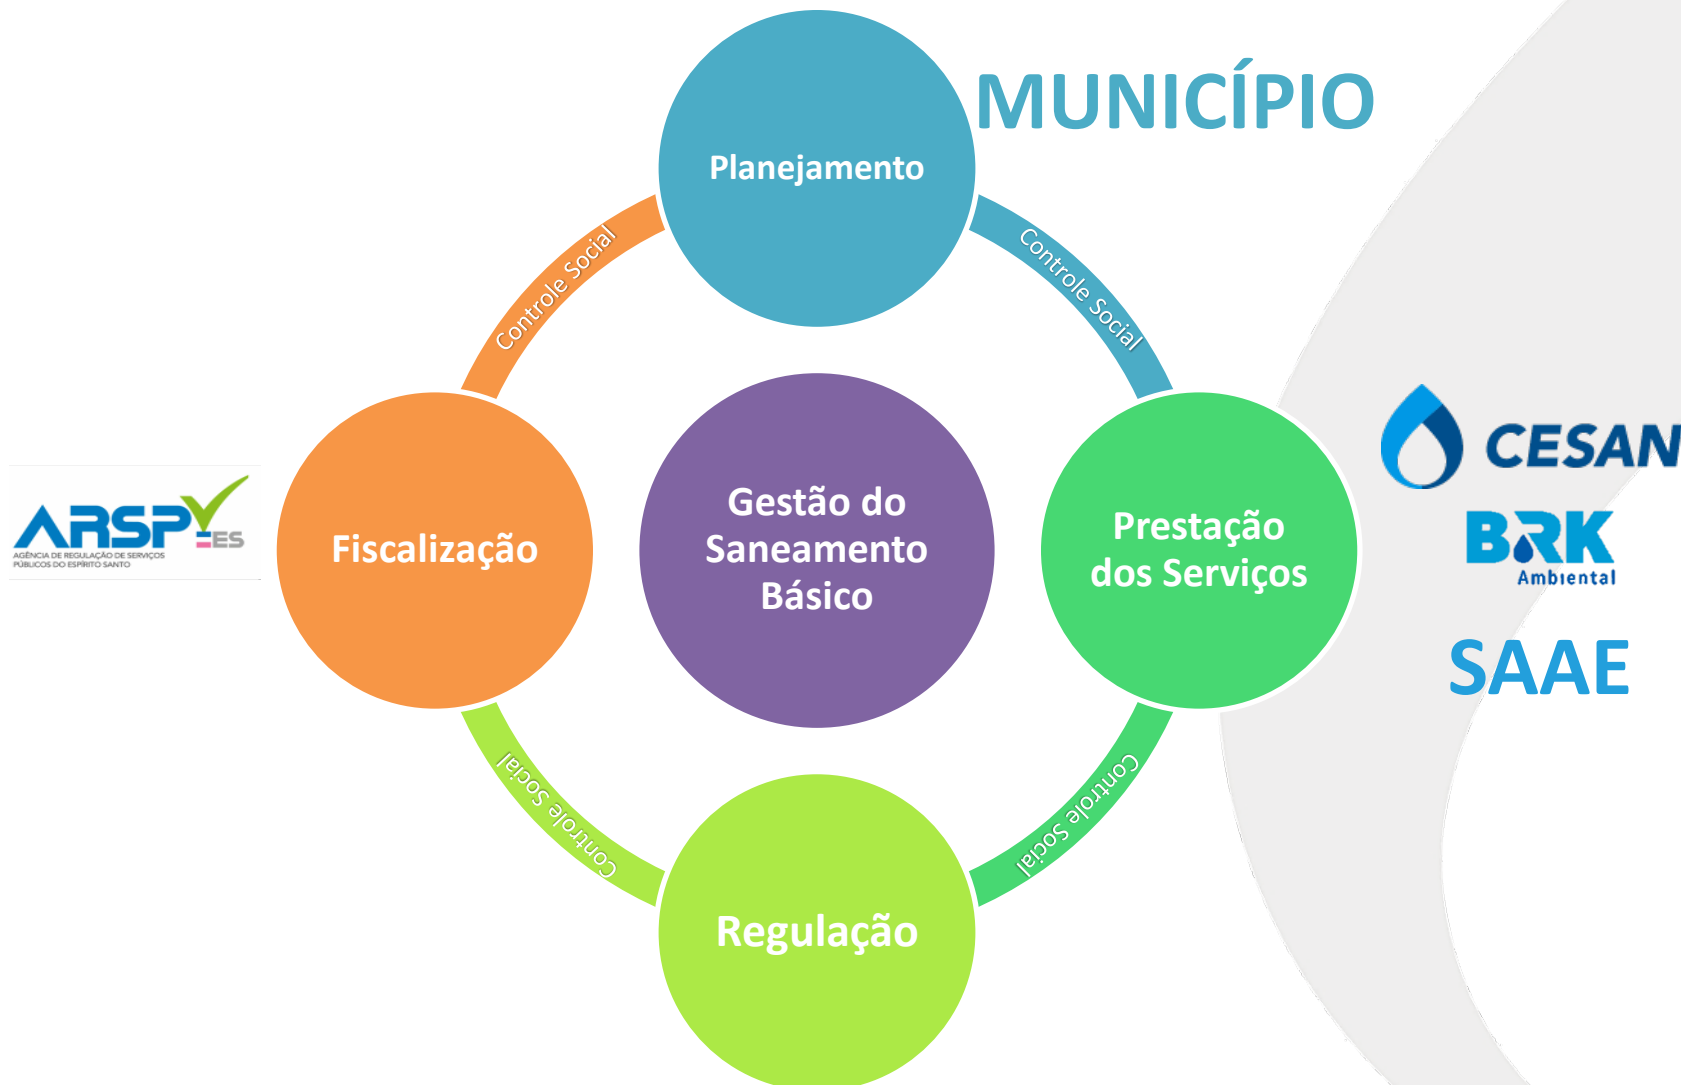 MUNICÍPIO
Planejamento
Controle Social
Controle Social
CESAN
BRK
Ambiental
SAAE
ARSP
ES
AGÊNCIA DE REGULAÇÃO DE SERVIÇOS
PÚBLICOS DO ESPÍRITO SANTO
Fiscalização
Gestão do
Saneamento
Básico
Prestação
dos Serviços
Controle Social
Controle Social
Regulação